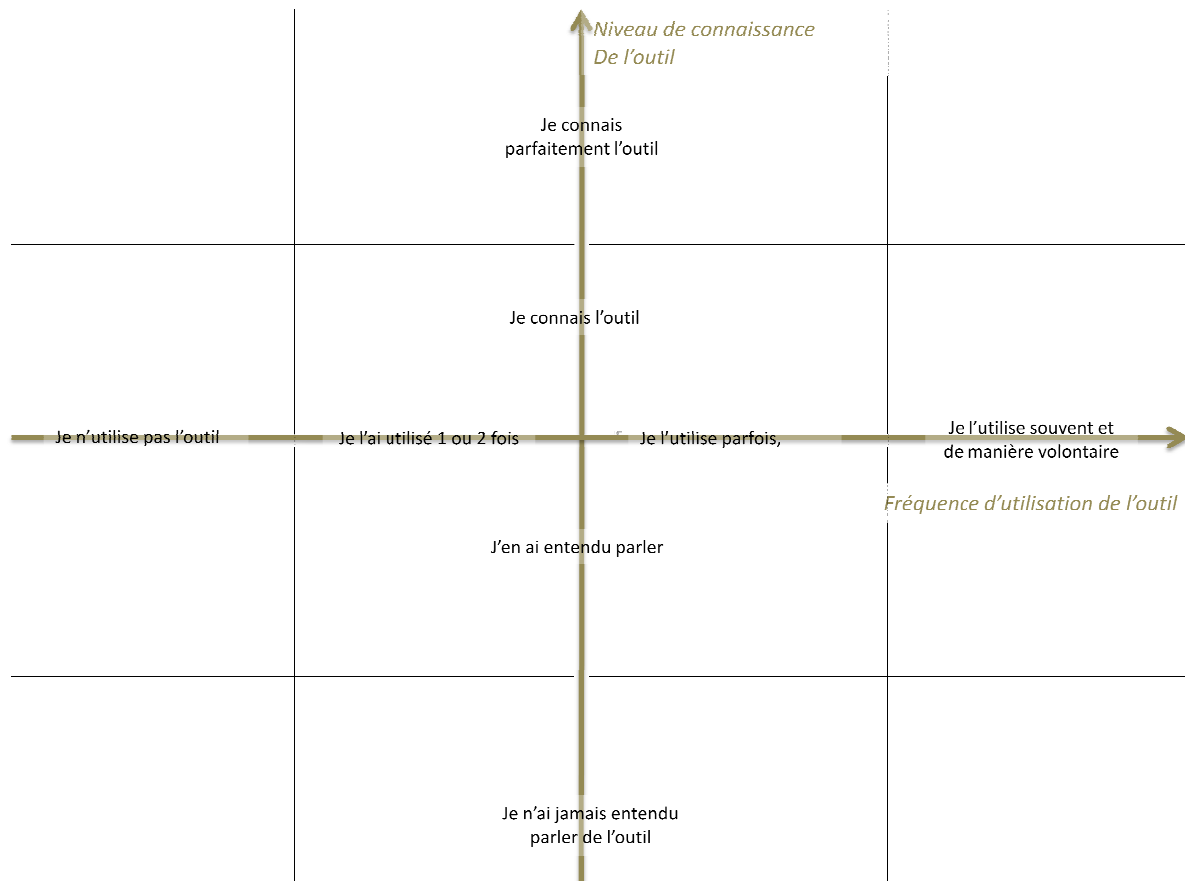 Niveau de connaissance
De l’outil
Je connais
parfaitement l’outil
Je connais l’outil
Je n’utilise pas l’outil
Je l’ai utilisé 1 ou 2 fois
Je l’utilise parfois,
Je l’utilise souvent et
de manière volontaire
Fréquence d’utilisation de l’outil
J’en ai entendu parler
Je n’ai jamais entendu
parler de l’outil